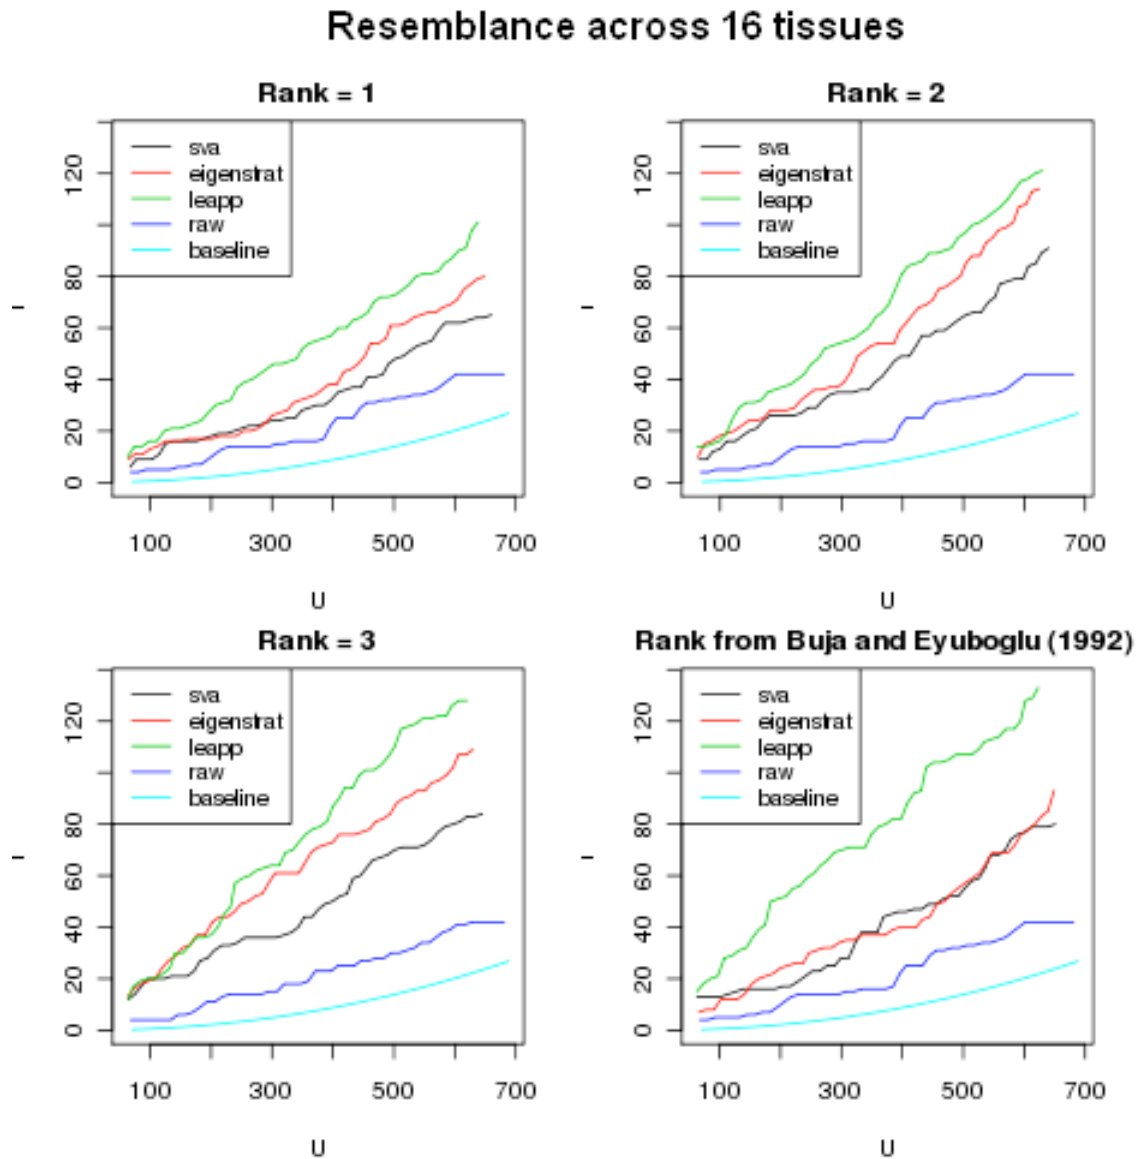 Resemblance across 16 tissues
Rank = 1
sva
eigenstrat
leapp
raw
baseline
120
80
60
40
20
0
I
100 300 500 700
U
Rank = 2
sva
eigenstrat
leapp
raw
baseline
120
80
60
40
20
0
I
100 300 500 700
U
Rank = 3
sva
eigenstrat
leapp
raw
baseline
120
80
60
40
20
0
I
100 300 500 700
U
Rank from Buja and Eyuboglu (1992)
sva
eigenstrat
leapp
raw
baseline
120
80
60
40
20
0
I
100 300 500 700
U